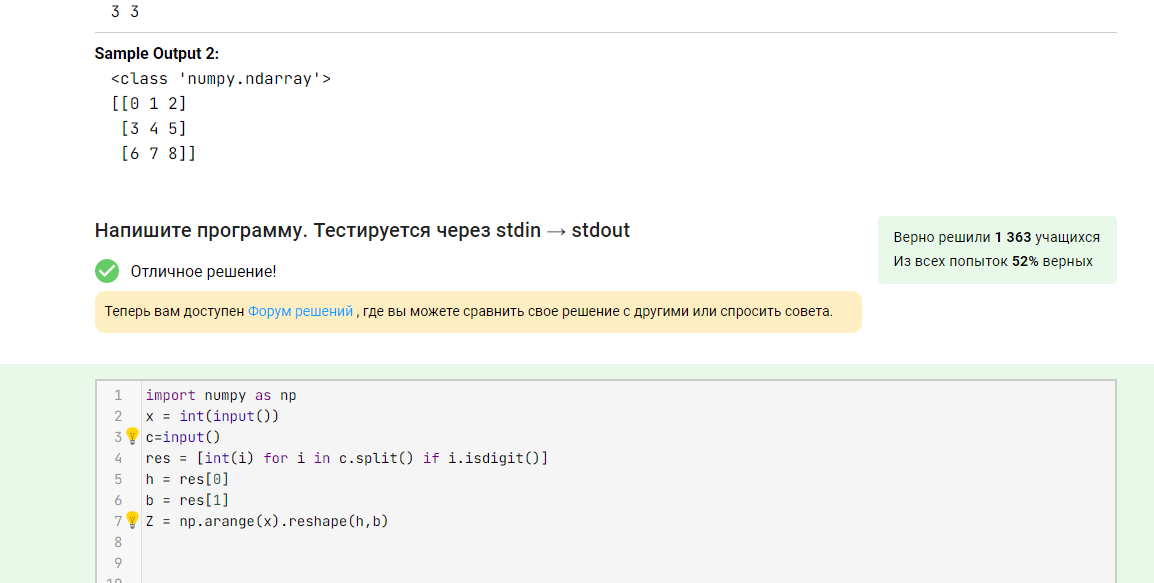 3 3
Sample Output 2:
<class 'numpy.ndarray'>
[[0 1 2]
 [3 4 5]
 [6 7 8]]
Напишите программу. Тестируется через stdin → stdout
Верно решили 1 363 учащихся
Из всех попыток 52% верных
Отличное решение!
Теперь вам доступен Форум решений , где вы можете сравнить свое решение с другими или спросить совета.
1 import numpy as np
2 x = int(input())
3 c=input()
4 res = [int(i) for i in c.split() if i.isdigit()]
5 h = res[0]
6 b = res[1]
7 Z = np.arange(x).reshape(h,b)
8
9
10